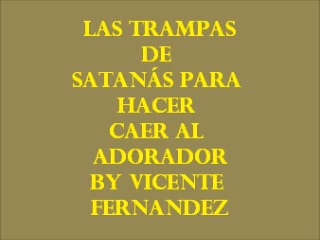 LAS TRAMPAS
DE
SATANÁS PARA
HACER
CAER AL
ADORADOR
BY VICENTE
FERNANDEZ